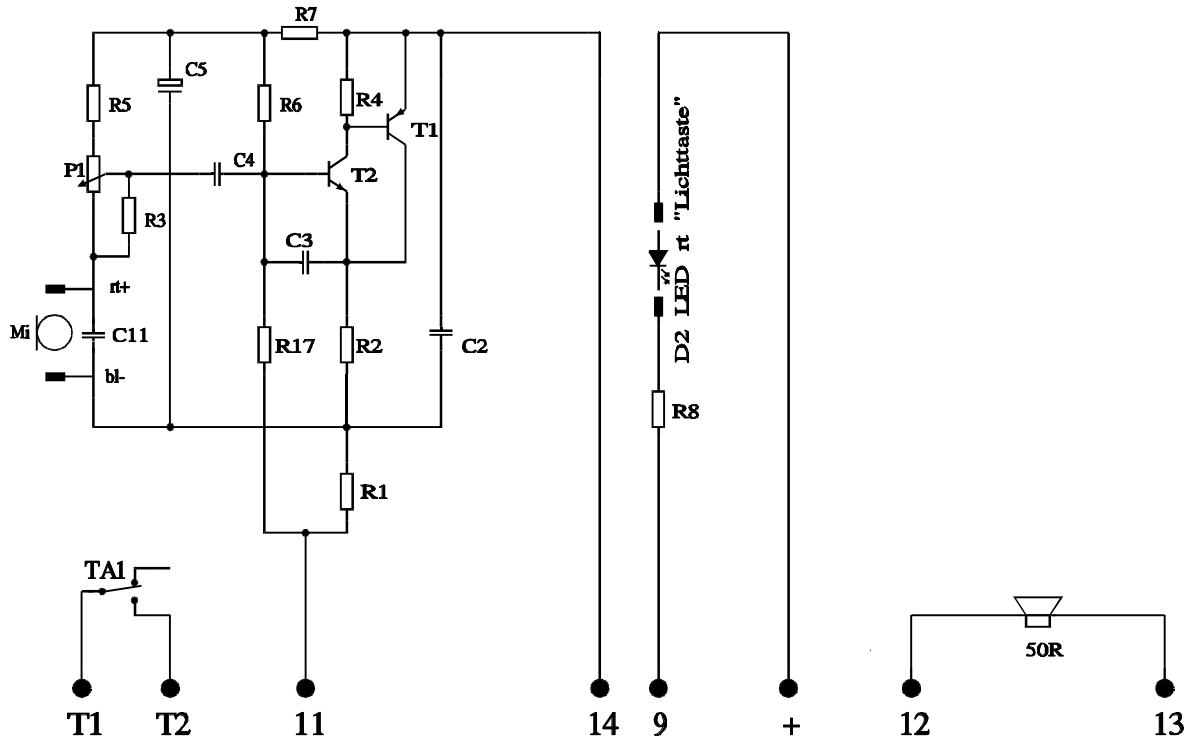 R7
C5
R5
R6
R4
T1
P1
C4
T2
R3
C3
rt+
Mi
C11
bl-
R17
R2
C2
D2 LED rt "Lichttaste"
R8
R1
TA1
50R
T1 T2 11 14 9 + 12 13